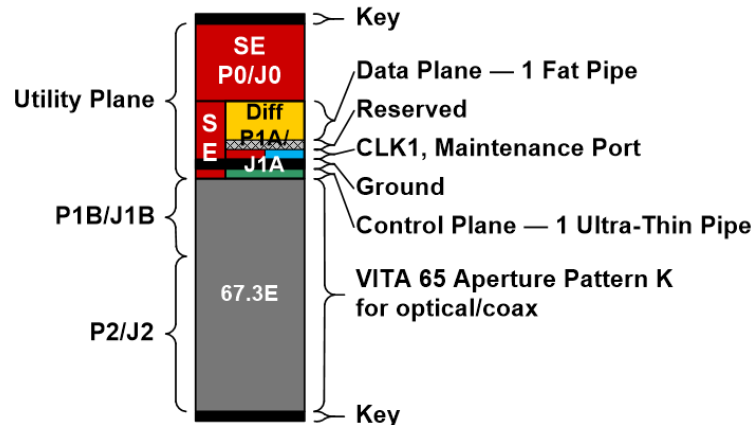 Key
SE
P0/J0
Utility Plane
Data Plane — 1 Fat Pipe
Diff
P1A/
J1A
S
E
Reserved
CLK1, Maintenance Port
Ground
Control Plane — 1 Ultra-Thin Pipe
P1B/J1B
67.3E
VITA 65 Aperture Pattern K
for optical/coax
P2/J2
Key